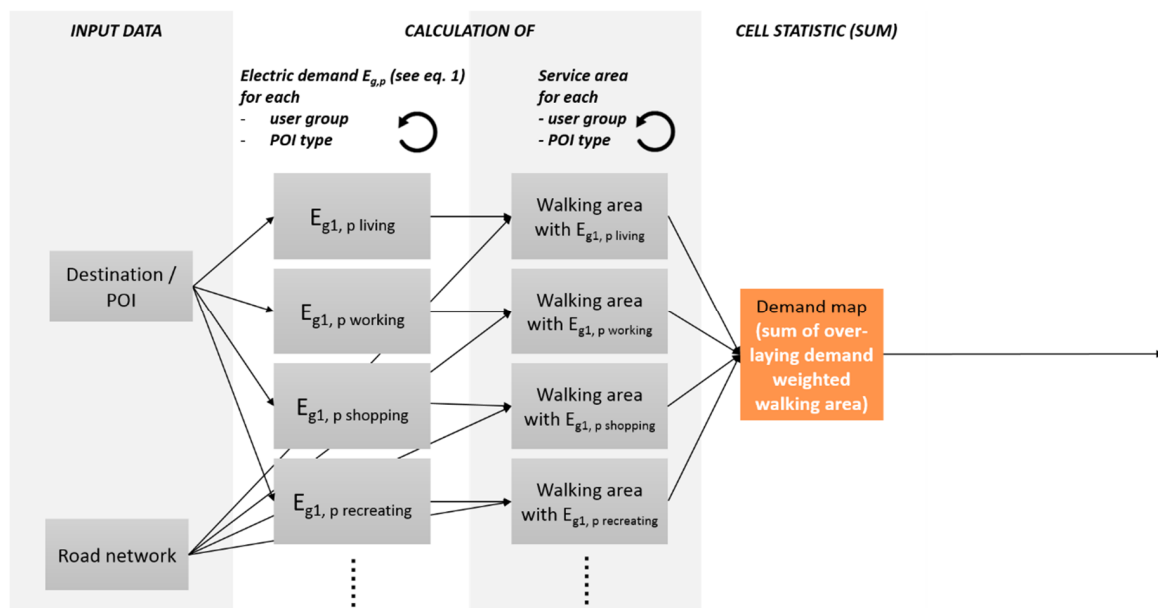 INPUT DATA
CALCULATION OF
CELL STATISTIC (SUM)
Electric demand Eg,p (see eq. 1)
for each
- user group
- POI type
Service area
for each
- user group
- POI type
Destination /
POI
Road network
Eg1, p living
Eg1, p working
Eg1, p shopping
Eg1, p recreating
Walking area
with Eg1, p living
Walking area
with Eg1, p working
Walking area
with Eg1, p shopping
Walking area
with Eg1, p recreating
Demand map
(sum of over-
laying demand
weighted
walking area)